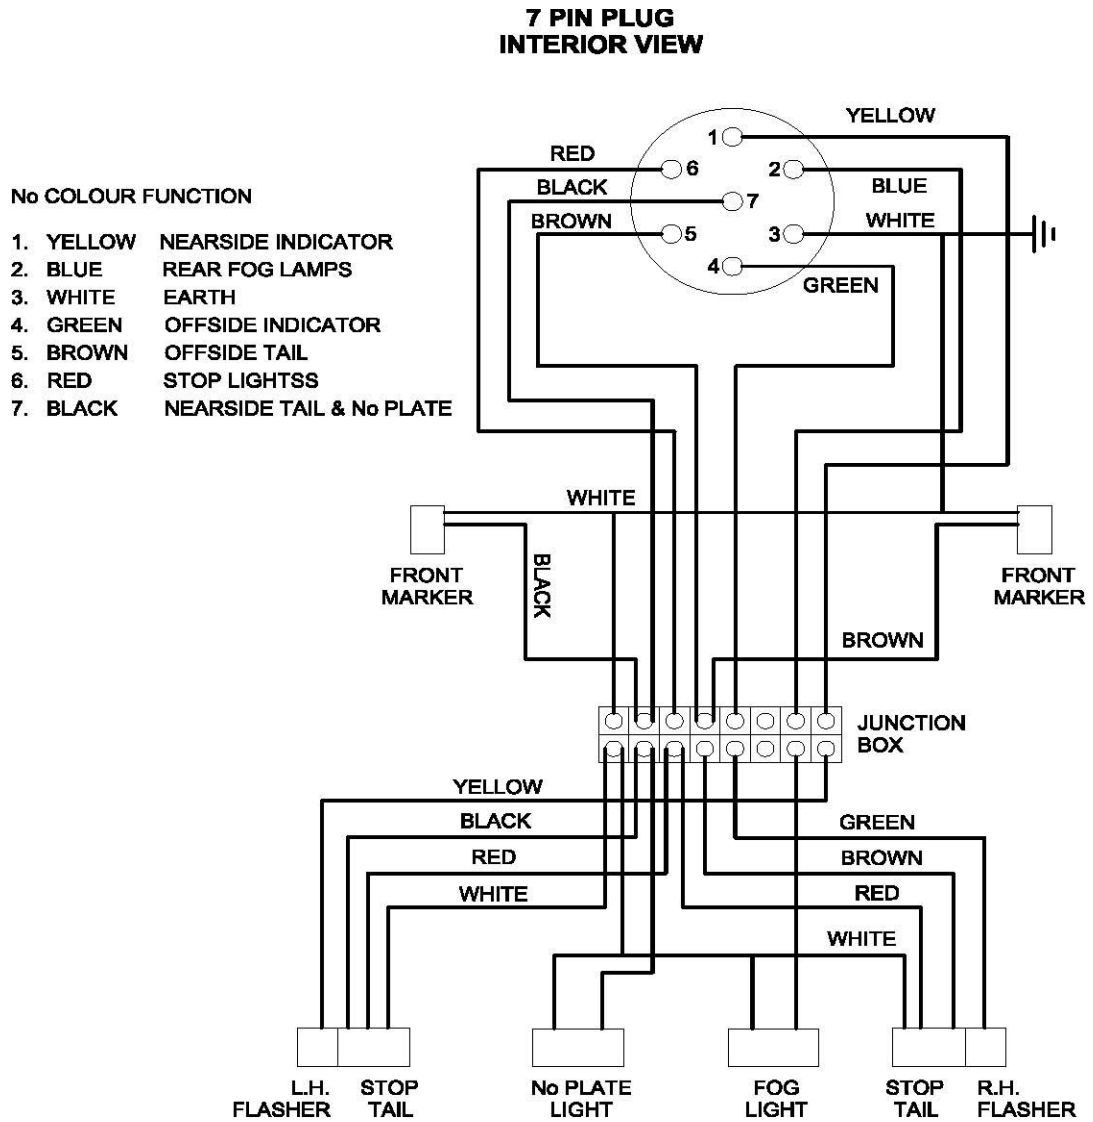 7 PIN PLUG
INTERIOR VIEW
YELLOW
1
RED
6
2
BLACK
BLUE
7
BROWN
WHITE
5
3
4
GREEN
No COLOUR FUNCTION
1. YELLOW NEARSIDE INDICATOR
2. BLUE REAR FOG LAMPS
3. WHITE EARTH
4. GREEN OFFSIDE INDICATOR
5. BROWN OFFSIDE TAIL
6. RED STOP LIGHTSS
7. BLACK NEARSIDE TAIL & No PLATE
WHITE
FRONT
MARKER
BLACK
FRONT
MARKER
BROWN
JUNCTION
BOX
YELLOW
BLACK
GREEN
RED
BROWN
WHITE
RED
WHITE
L.H.
FLASHER
STOP
TAIL
No PLATE
LIGHT
FOG
LIGHT
STOP
TAIL
R.H.
FLASHER